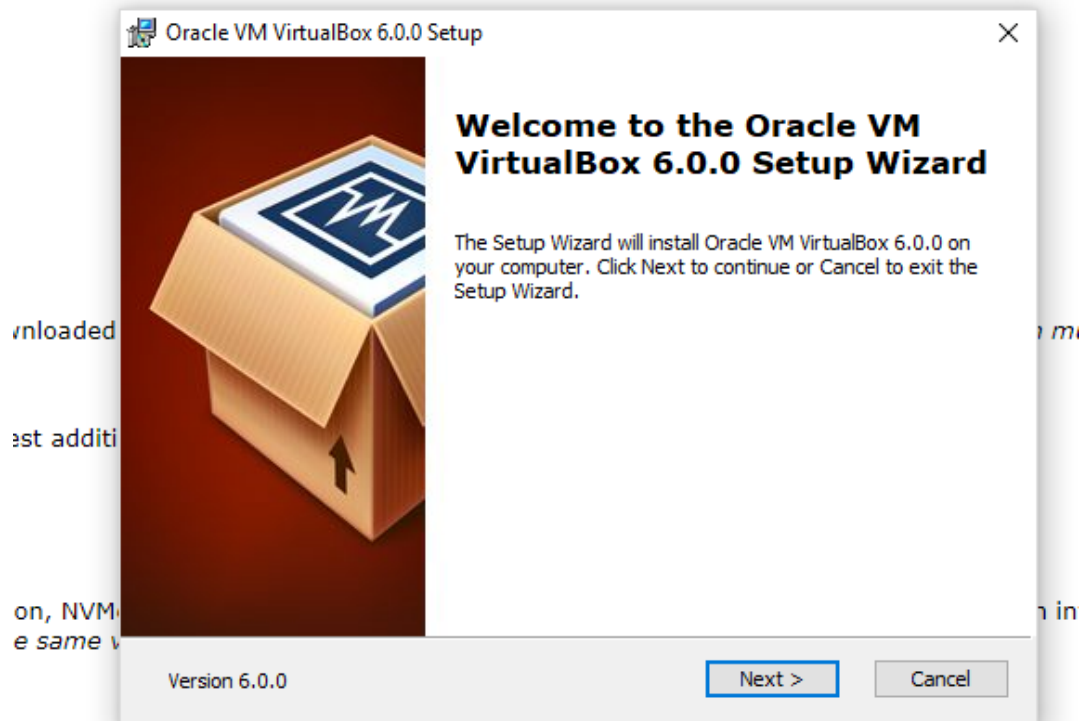 Oracle VM VirtualBox 6.0.0 Setup
Welcome to the Oracle VM
VirtualBox 6.0.0 Setup Wizard
The Setup Wizard will install Oracle VM VirtualBox 6.0.0 on
your computer. Click Next to continue or Cancel to exit the
Setup Wizard.
on,
e same
Version 6.0.0
Next >
Cancel